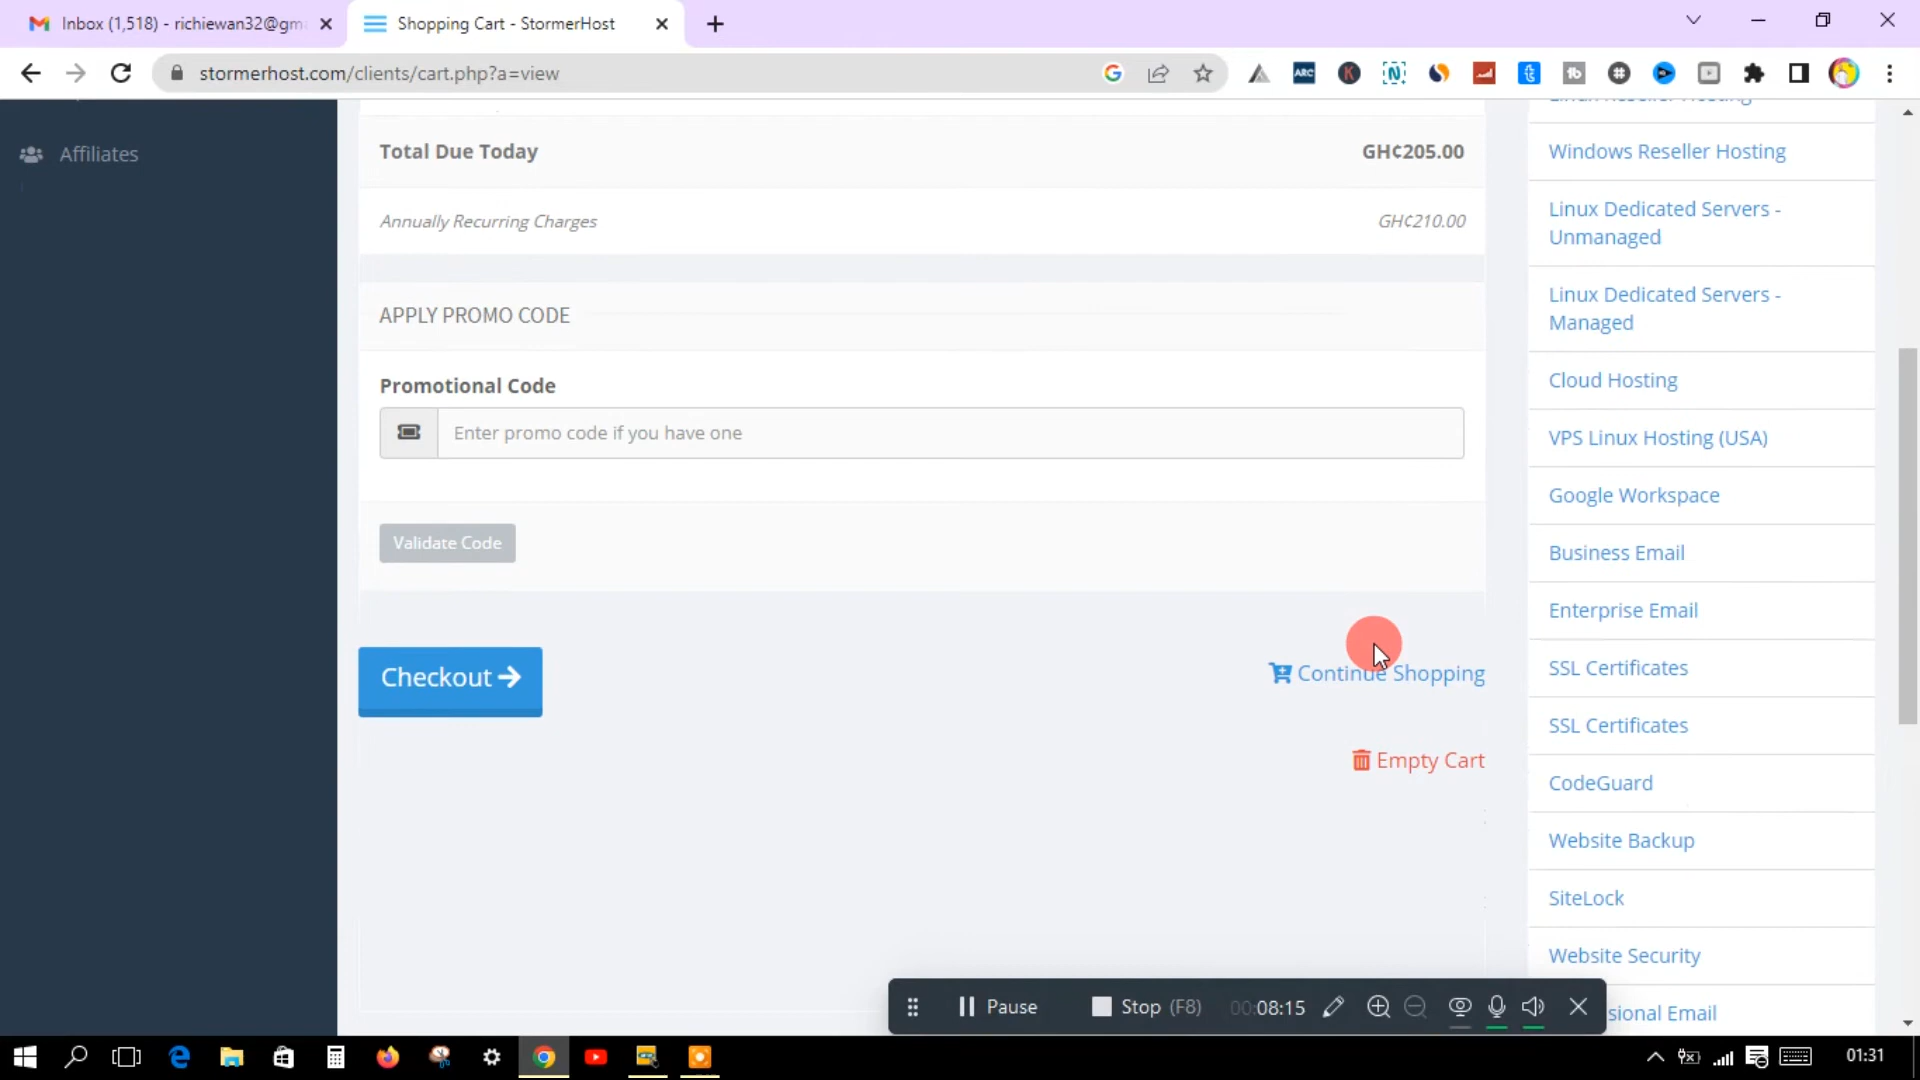 Inbox (1,518) - richiewan32@gm
Shopping Cart - StormerHost
stormerhost.com/clients/cart.php?a=view
Affiliates
Total Due Today
GH₵205.00
Annually Recurring Charges
GH₵210.00
APPLY PROMO CODE
Promotional Code
Enter promo code if you have one
Validate Code
Checkout
Continue Shopping
Empty Cart
Linux Reseller Hosting
Windows Reseller Hosting
Linux Dedicated Servers -
Unmanaged
Linux Dedicated Servers -
Managed
Cloud Hosting
VPS Linux Hosting (USA)
Google Workspace
Business Email
Enterprise Email
SSL Certificates
SSL Certificates
CodeGuard
Website Backup
SiteLock
Website Security
sional Email
Pause
Stop (F8)
00:08:15
01:31